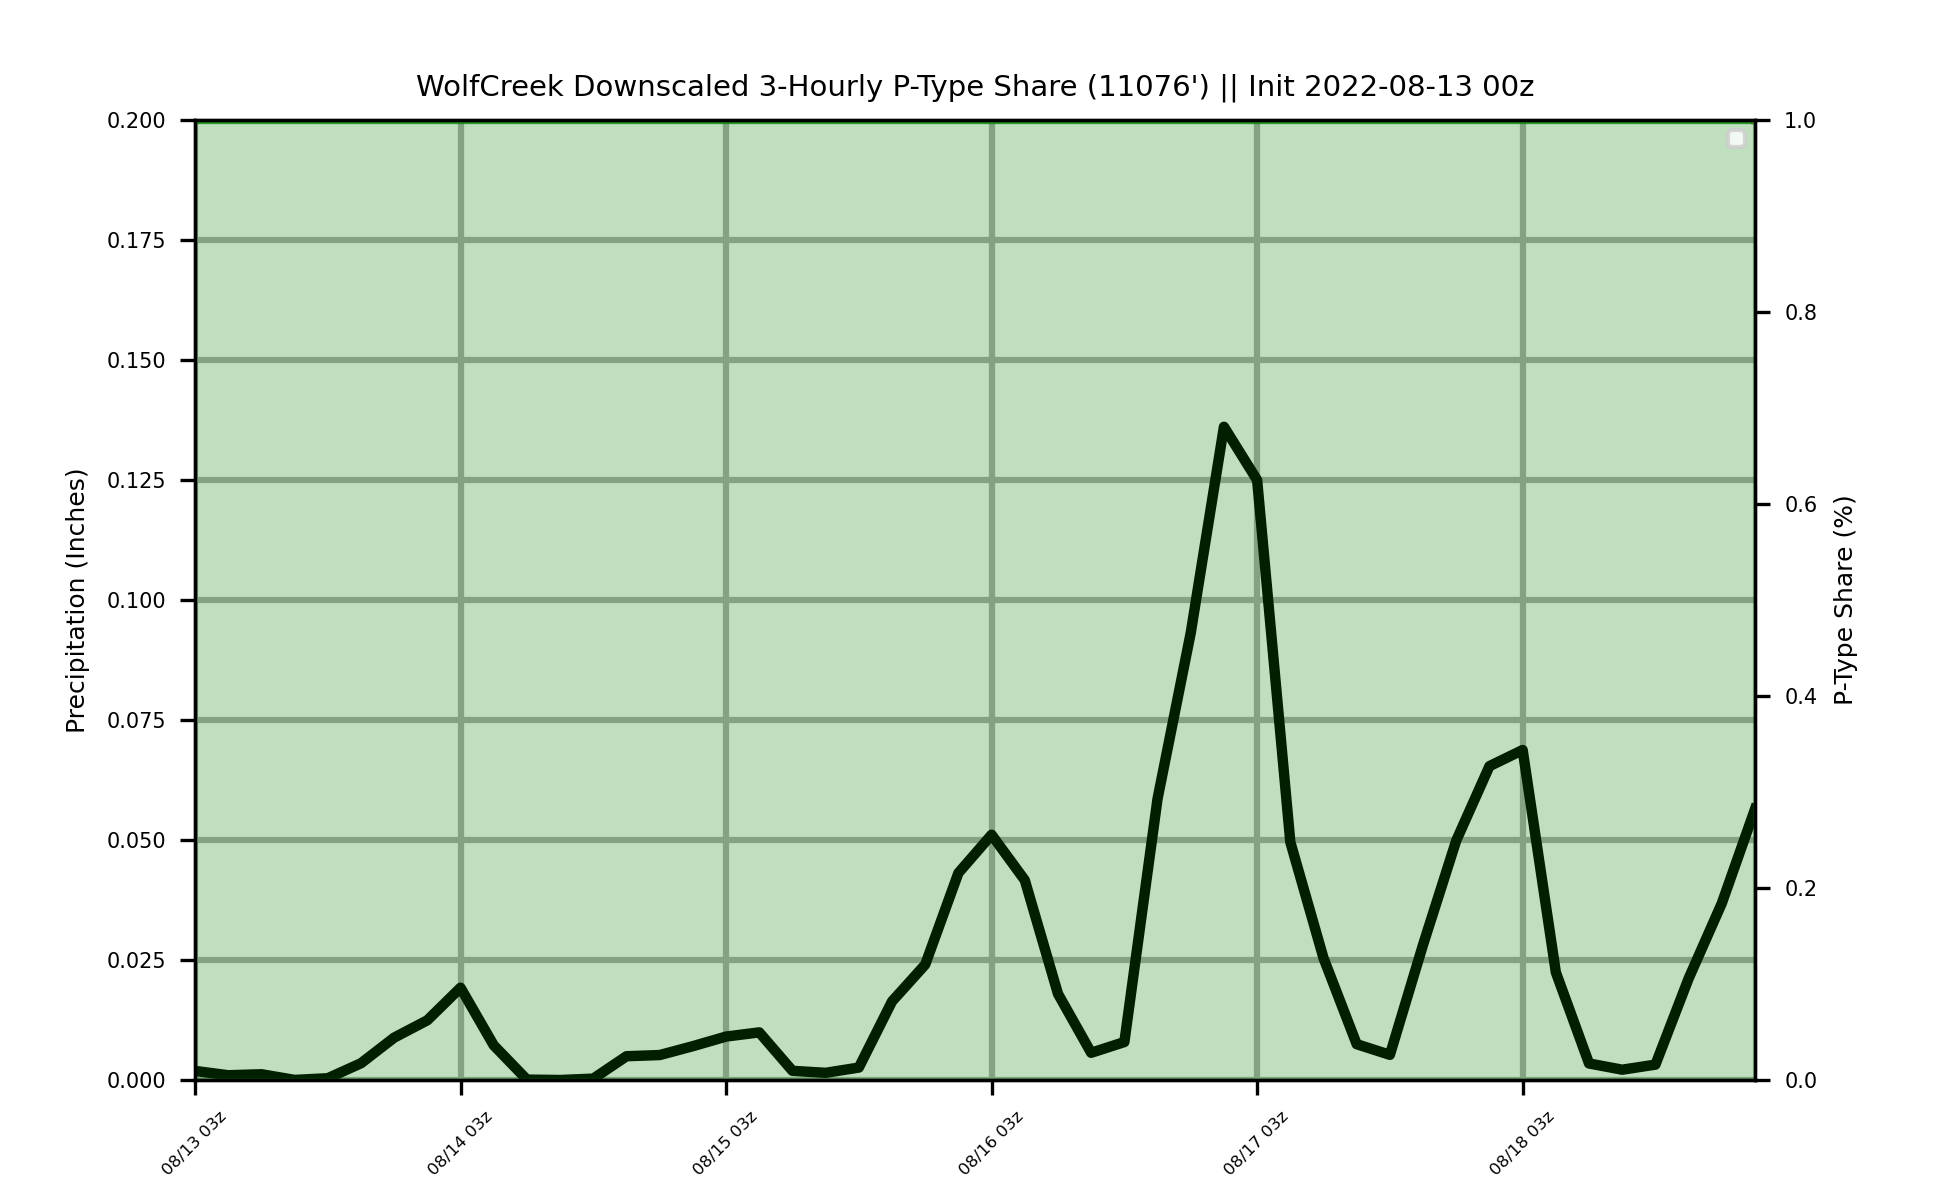 WolfCreek Downscaled 3-Hourly P-Type Share (11076') || Init 2022-08-13 00z
0.200
0.175
0.150
0.125
0.100
0.075
0.050
0.025
0.000
Precipitation (Inches)
1.0
0.8
0.6
0.4
0.2
0.0
P-Type Share (%)
08/13 03z
08/14 03z
08/15 03z
08/16 03z
08/17 03z
08/18 03z